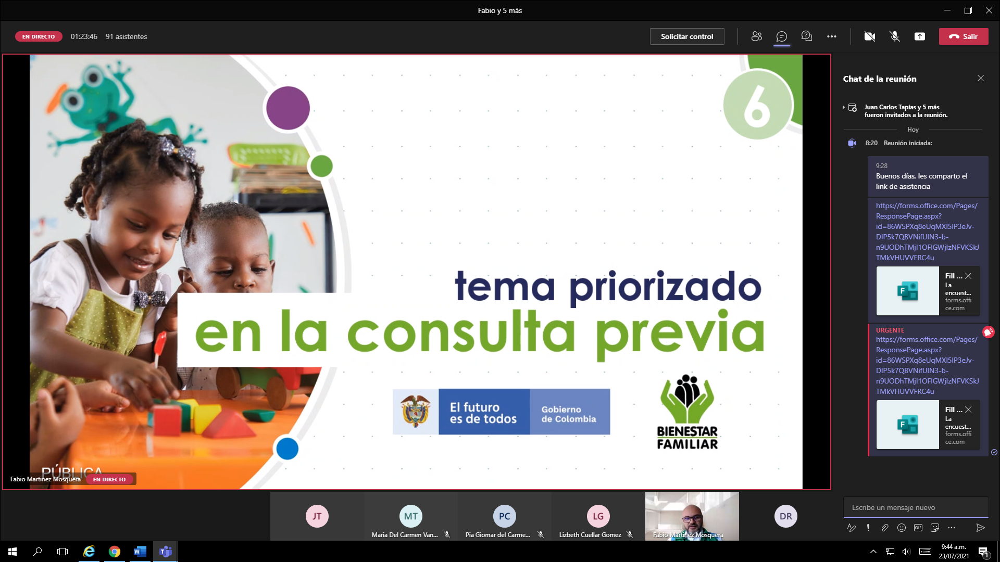 Fabio y 5 más
EN DIRECTO
01:23:46
91 asistentes
Solicitar control
Salir
6
tema priorizado
en la consulta previa
El futuro
es de todos
Gobierno
de Colombia
BIENESTAR
FAMILIAR
PÚBLICA
Fabio Martinez Mosquera
EN DIRECTO
Chat de la reunión
Juan Carlos Tapias y 5 más
fueron invitados a la reunión.
Hoy
8:20 Reunión iniciada:
9:28
Buenos días, les comparto el
link de asistencia
https://forms.office.com/Pages/
ResponsePage.aspx?
id=86WSPXq8eUqMXI5IP3eJv-
DIP5k7QBVNifUIN3-b-
n9UODhTMjI1OFlGWjIzNFVKSkJ
TMkVHUVVFRC4u
Fill ...
La
encuest...
forms.offi
ce.com
URGENTE
https://forms.office.com/Pages/
ResponsePage.aspx?
id=86WSPXq8eUqMXI5IP3eJv-
DIP5k7QBVNifUIN3-b-
n9UODhTMjI1OFlGWjIzNFVKSkJ
TMkVHUVVFRC4u
Fill ...
La
encuest...
forms.offi
ce.com
JT
MT
Maria Del Carmen Van...
PC
Pia Giomar del Carme...
LG
Lizbeth Cuellar Gomez
Fabio Martinez Mosquera
DR
Escribe un mensaje nuevo
GIF
9:44 a.m.
23/07/2021
1